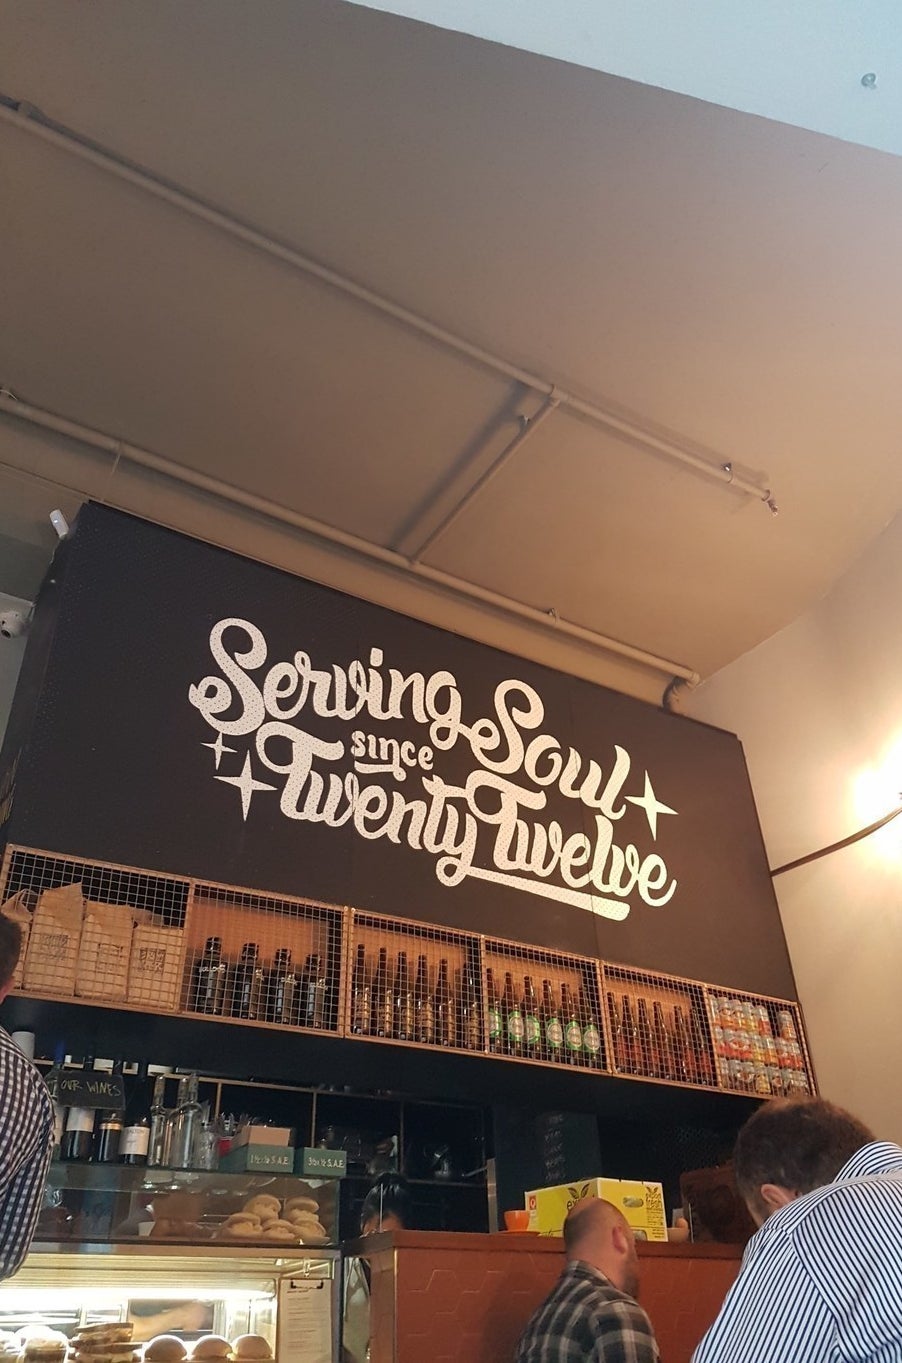 Serving Soul
since
Twenty Twelve
OUR WINES